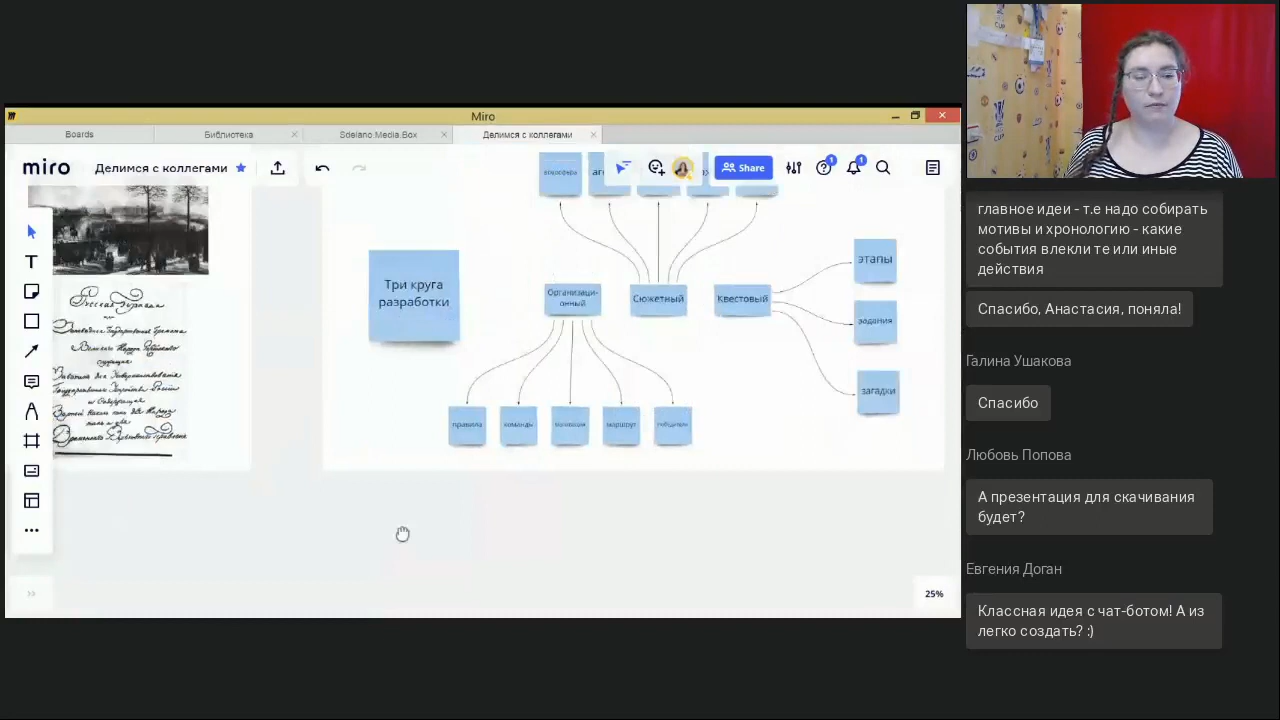 Miro
Boards
Библиотека
Sdelano.Media.Box
Делимся с коллегами
miro
Делимся с коллегами
Share
Три круга
разработки
Организаци-
онный
Сюжетный
Квестовый
этапы
задания
загадки
правила
команды
маршрут
25%
CUP
главное идеи - т.е надо собирать
мотивы и хронологию - какие
события влекли те или иные
действия
Спасибо, Анастасия, поняла!
Галина Ушакова
Спасибо
Любовь Попова
А презентация для скачивания
будет?
Евгения Доган
Классная идея с чат-ботом! А из
легко создать? :)